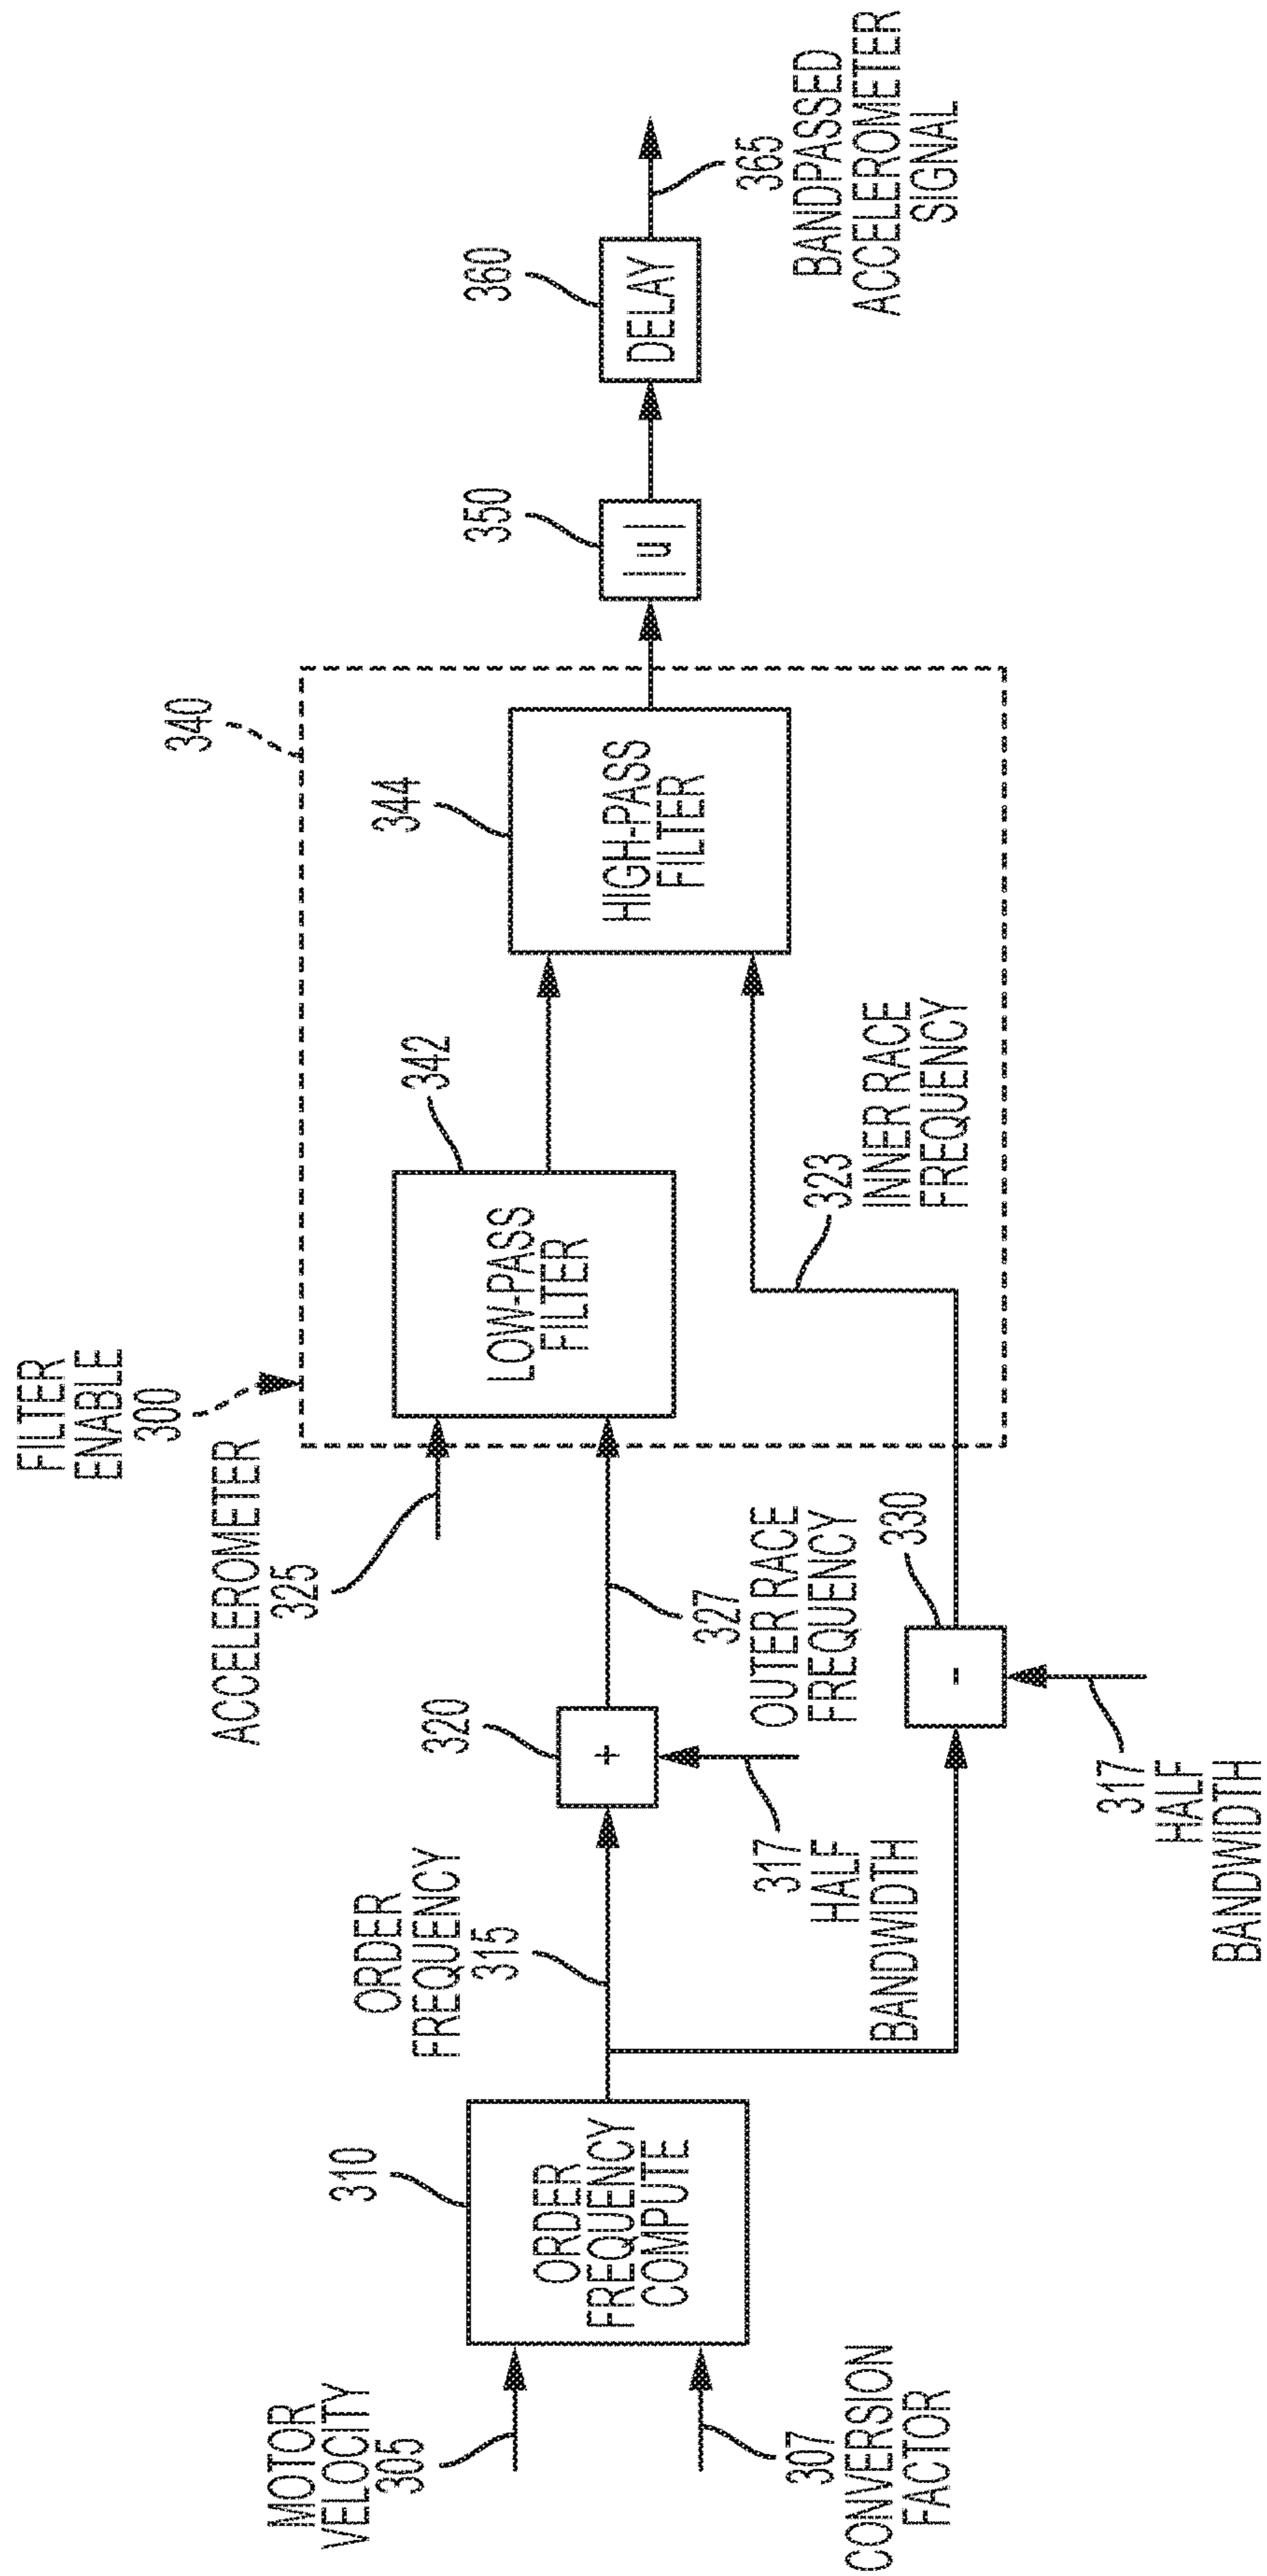 MOTOR
VELOCITY
305
307
CONVERSION
FACTOR
310
ORDER
FREQUENCY
COMPUTE
ORDER
FREQUENCY
315
320
+
317
HALF
BANDWIDTH
327
OUTER RACE
FREQUENCY
330
-
317
HALF
BANDWIDTH
ACCELEROMETER
325
FILTER
ENABLE
300
340
342
LOW-PASS
FILTER
323
INNER RACE
FREQUENCY
344
HIGH-PASS
FILTER
350
|u|
360
DELAY
365
BANDPASSED
ACCELEROMETER
SIGNAL